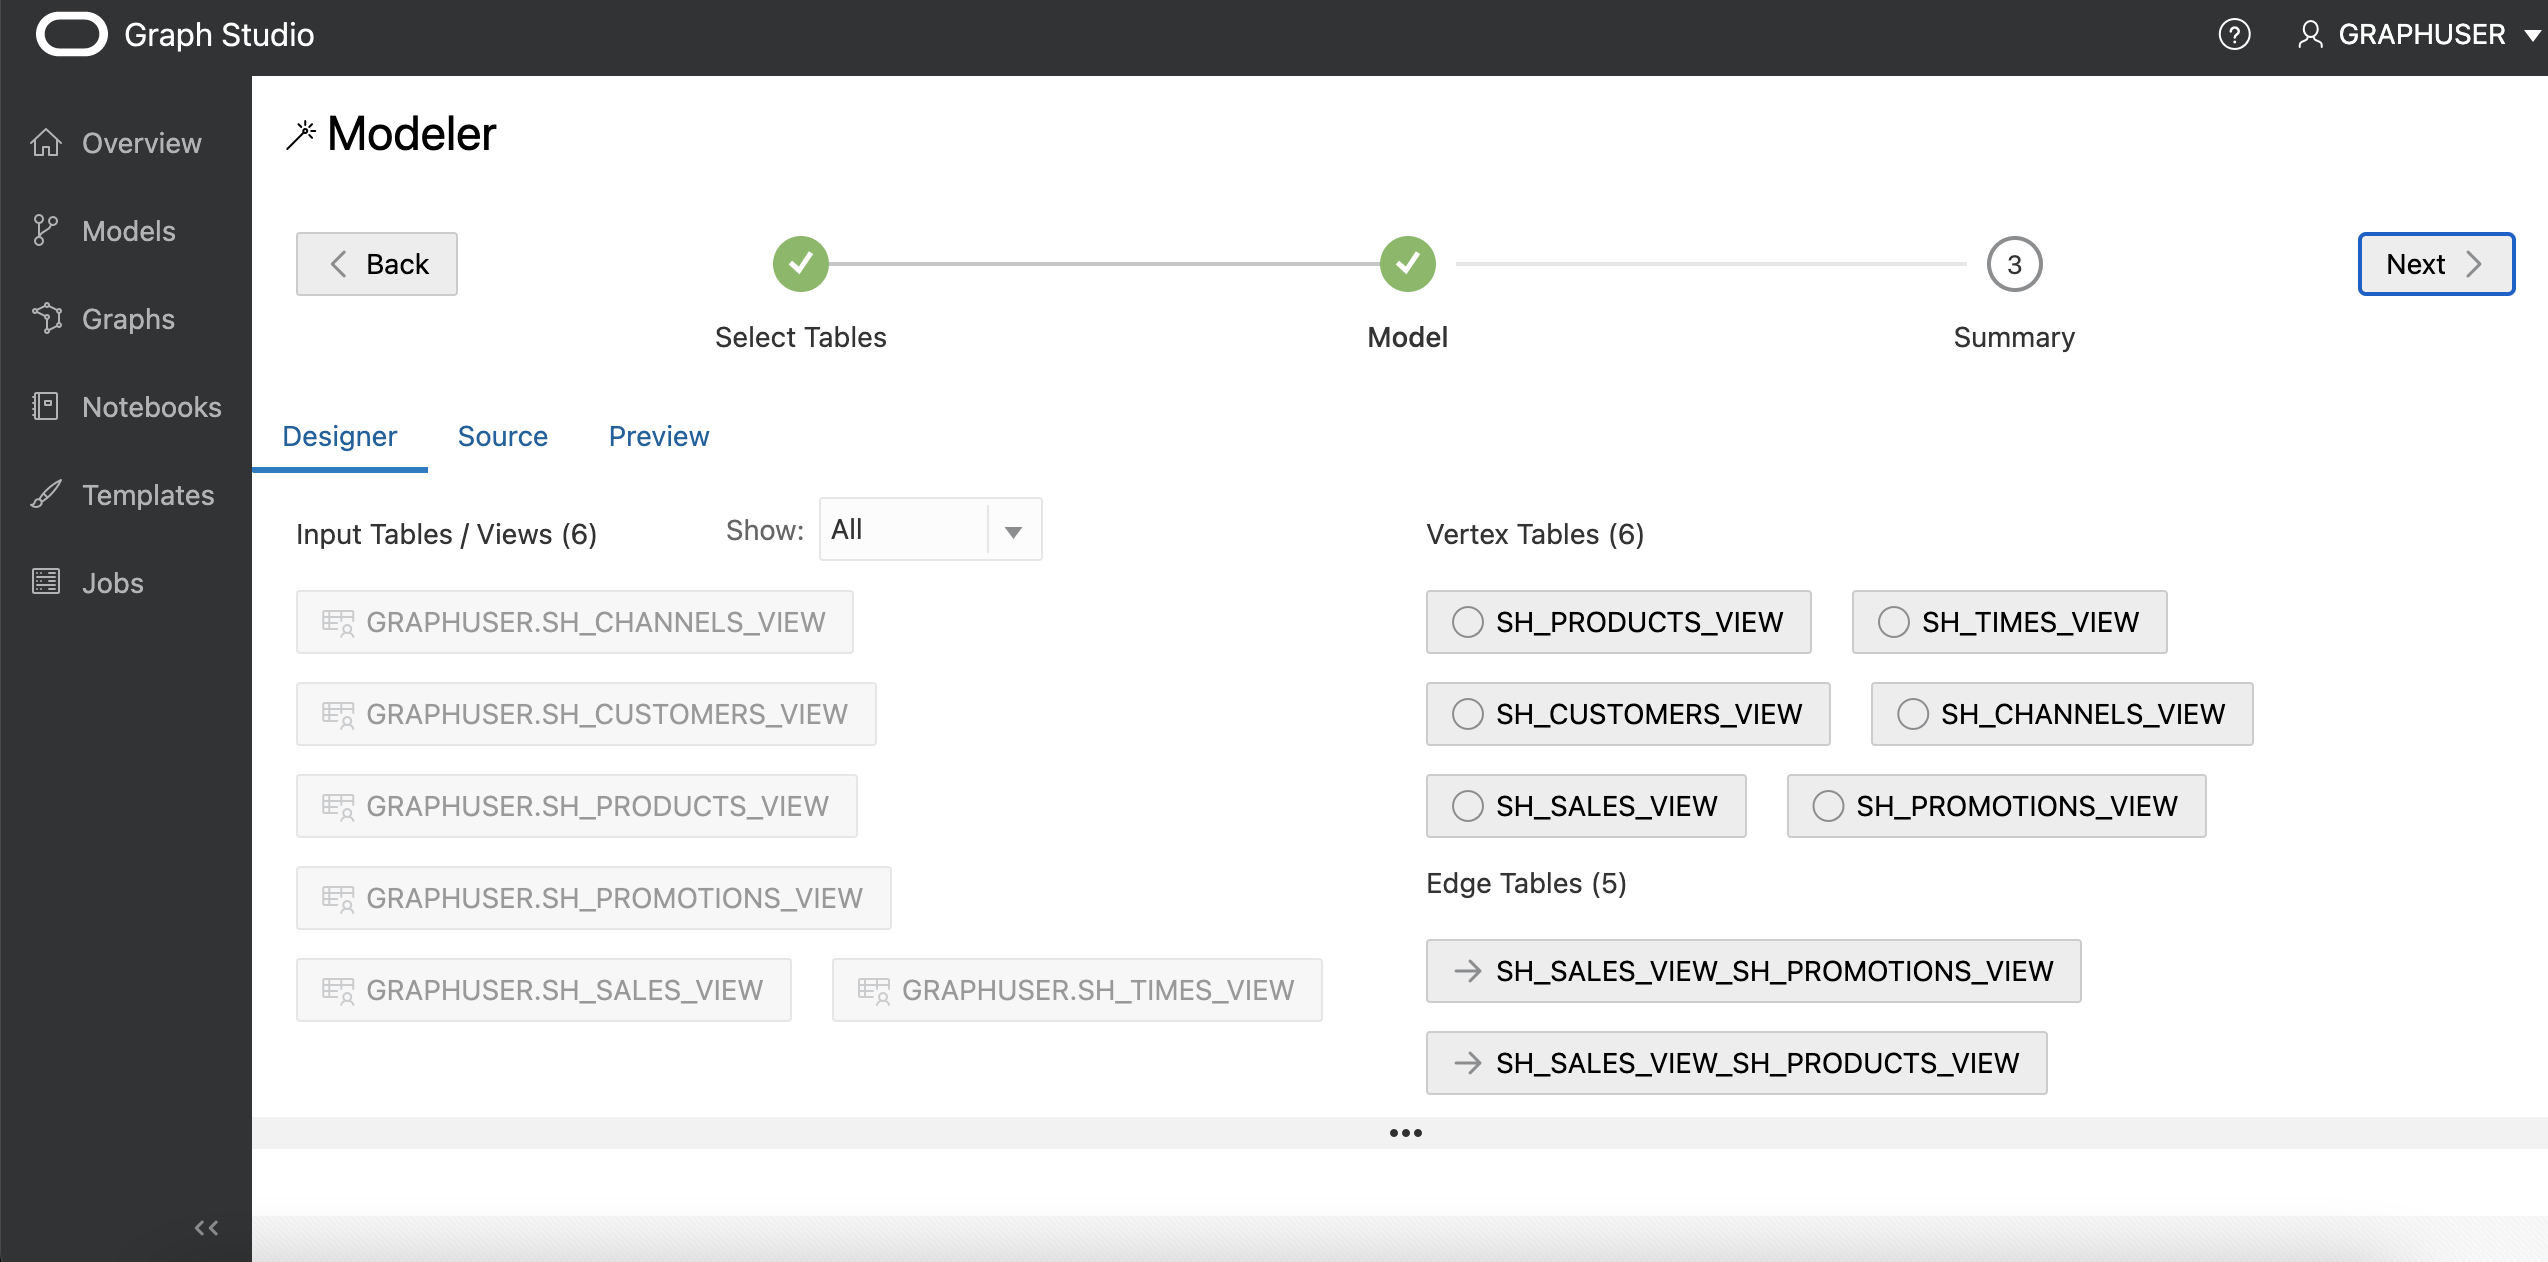 Graph Studio
? GRAPHUSER
Overview
Models
Graphs
Notebooks
Templates
Jobs
Modeler
Back
3
Next
Select Tables
Model
Summary
Designer Source Preview
Input Tables / Views (6)
Show: All
GRAPHUSER.SH_CHANNELS_VIEW
GRAPHUSER.SH_CUSTOMERS_VIEW
GRAPHUSER.SH_PRODUCTS_VIEW
GRAPHUSER.SH_PROMOTIONS_VIEW
GRAPHUSER.SH_SALES_VIEW GRAPHUSER.SH_TIMES_VIEW
Vertex Tables (6)
SH_PRODUCTS_VIEW SH_TIMES_VIEW
SH_CUSTOMERS_VIEW SH_CHANNELS_VIEW
SH_SALES_VIEW SH_PROMOTIONS_VIEW
Edge Tables (5)
SH_SALES_VIEW_SH_PROMOTIONS_VIEW
SH_SALES_VIEW_SH_PRODUCTS_VIEW